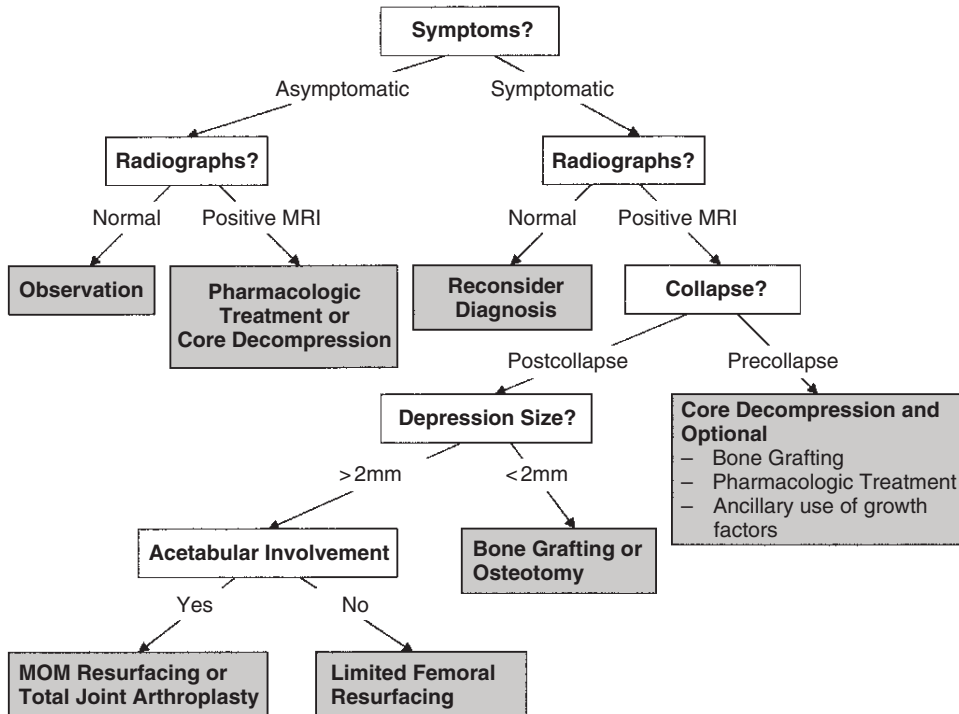 Symptoms?
Asymptomatic
Symptomatic
Radiographs?
Radiographs?
Normal
Positive MRI
Normal
Positive MRI
Observation
Pharmacologic
Treatment or
Core Decompression
Reconsider
Diagnosis
Collapse?
Postcollapse
Precollapse
Depression Size?
Core Decompression and
Optional
– Bone Grafting
– Pharmacologic Treatment
– Ancillary use of growth
factors
>2mm
<2mm
Acetabular Involvement
Bone Grafting or
Osteotomy
Yes
No
MOM Resurfacing or
Total Joint Arthroplasty
Limited Femoral
Resurfacing